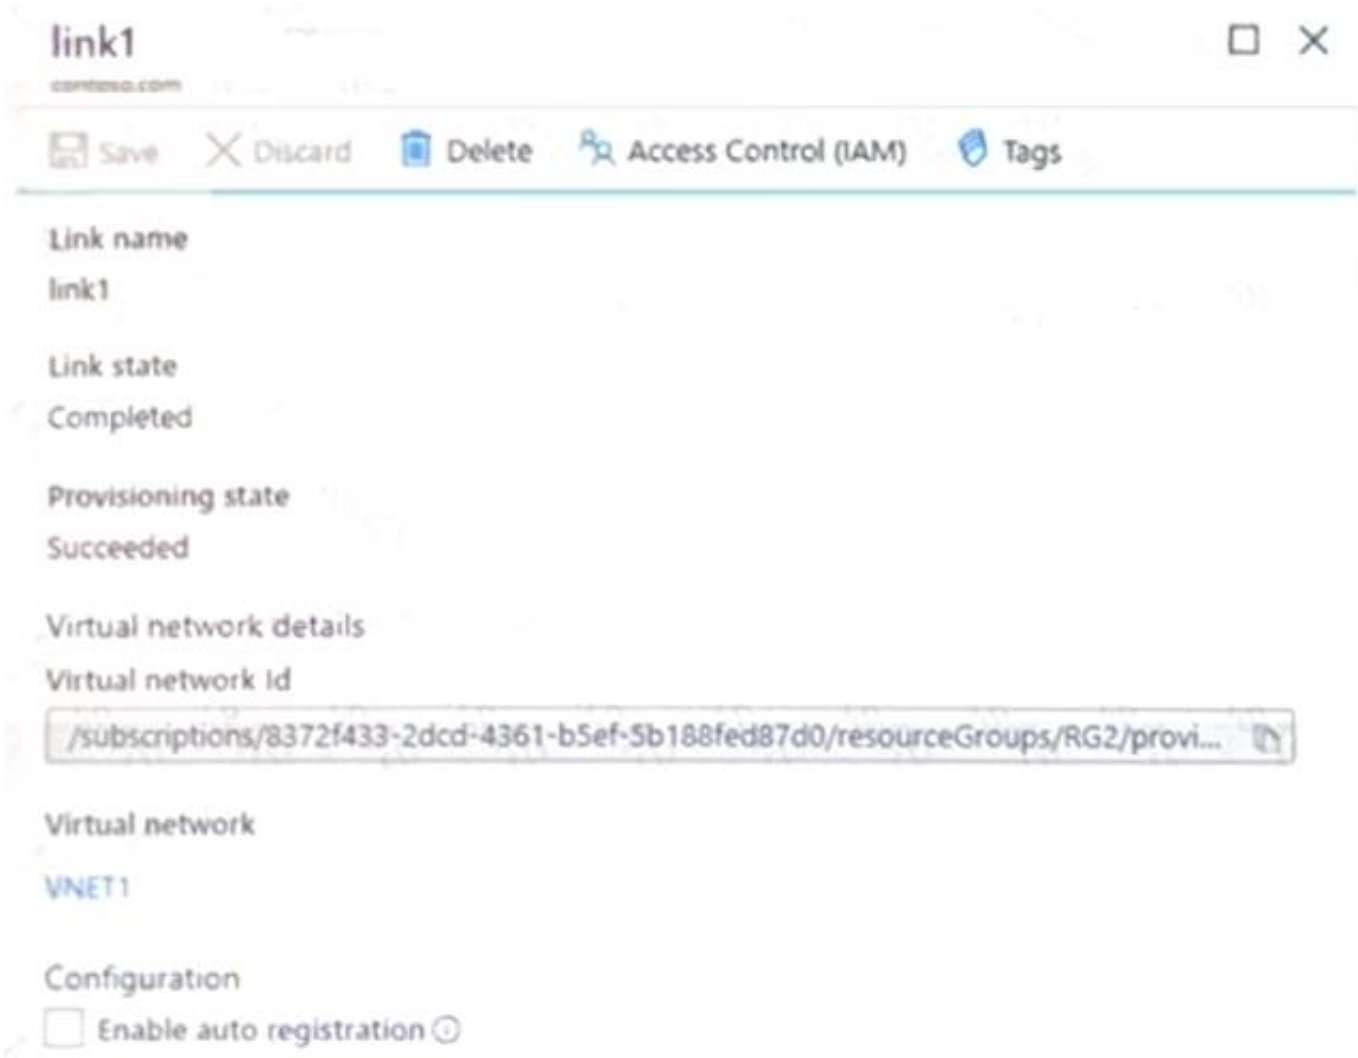 link1
contoso.com
Save Discard Delete Access Control (IAM) Tags
Link name
link1
Link state
Completed
Provisioning state
Succeeded
Virtual network details
Virtual network Id
/subscriptions/8372f433-2dcd-4361-b5ef-5b188fed87d0/resourceGroups/RG2/provi...
Virtual network
VNET1
Configuration
Enable auto registration